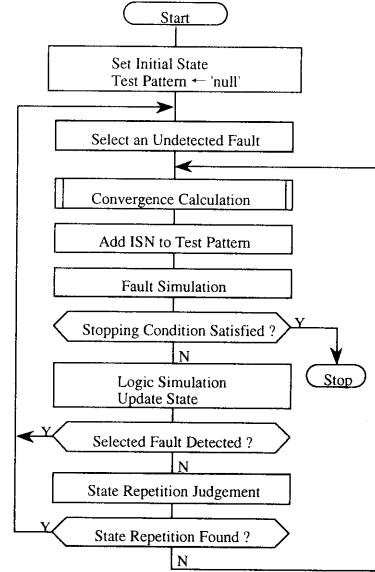 Start
Set Initial State
Test Pattern ← 'null'
Select an Undetected Fault
Convergence Calculation
Add ISN to Test Pattern
Fault Simulation
Stopping Condition Satisfied ?
Y
N
Stop
Logic Simulation
Update State
Y
Selected Fault Detected ?
N
State Repetition Judgement
Y
State Repetition Found ?
N